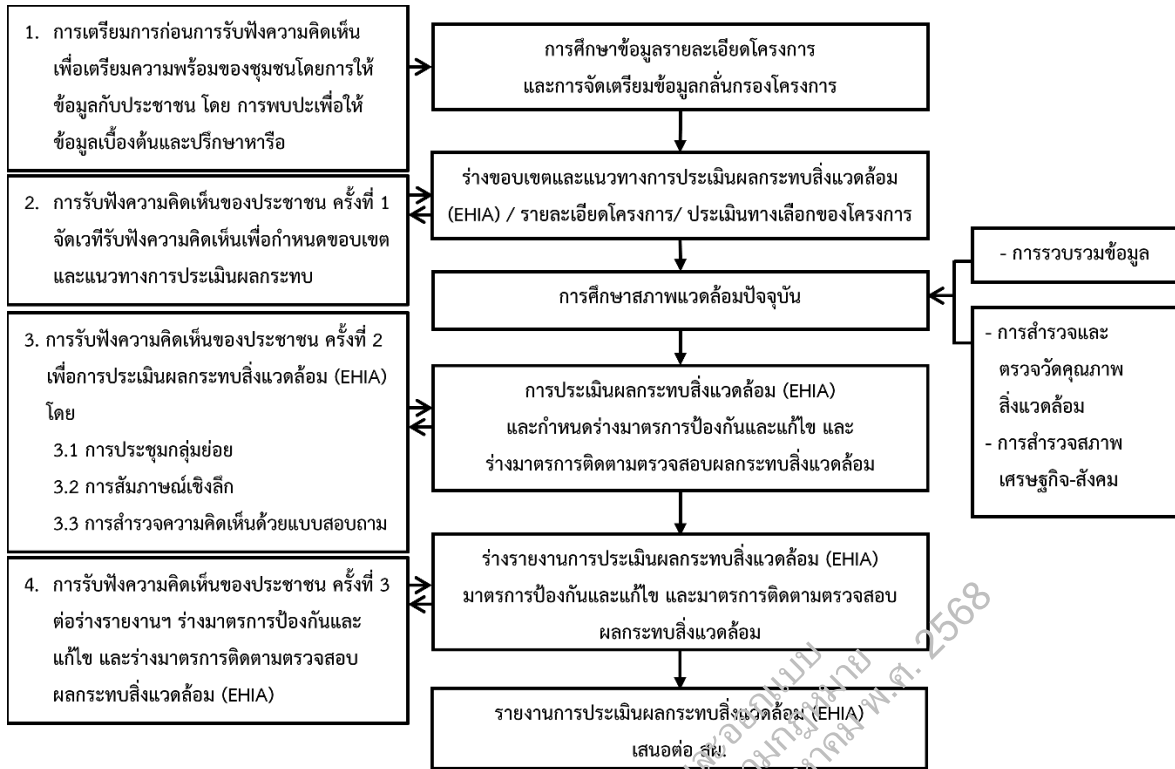 1. การเตรียมการก่อนการรับฟังความคิดเห็น
เพื่อเตรียมความพร้อมของชุมชนโดยการให้
ข้อมูลกับประชาชน โดย การพบปะเพื่อให้
ข้อมูลเบื้องต้นและปรึกษาหารือ
การศึกษาข้อมูลรายละเอียดโครงการ
และการจัดเตรียมข้อมูลกลั่นกรองโครงการ
2. การรับฟังความคิดเห็นของประชาชน ครั้งที่ 1
จัดเวทีรับฟังความคิดเห็นเพื่อกำหนดขอบเขต
และแนวทางการประเมินผลกระทบ
ร่างขอบเขตและแนวทางการประเมินผลกระทบสิ่งแวดล้อม
(EHIA) / รายละเอียดโครงการ/ ประเมินทางเลือกของโครงการ
การศึกษาสภาพแวดล้อมปัจจุบัน
- การรวบรวมข้อมูล
- การสำรวจและ
ตรวจวัดคุณภาพ
สิ่งแวดล้อม
- การสำรวจสภาพ
เศรษฐกิจ-สังคม
3. การรับฟังความคิดเห็นของประชาชน ครั้งที่ 2
เพื่อการประเมินผลกระทบสิ่งแวดล้อม (EHIA)
โดย
3.1 การประชุมกลุ่มย่อย
3.2 การสัมภาษณ์เชิงลึก
3.3 การสำรวจความคิดเห็นด้วยแบบสอบถาม
การประเมินผลกระทบสิ่งแวดล้อม (EHIA)
และกำหนดร่างมาตรการป้องกันและแก้ไข และ
ร่างมาตรการติดตามตรวจสอบผลกระทบสิ่งแวดล้อม
4. การรับฟังความคิดเห็นของประชาชน ครั้งที่ 3
ต่อร่างรายงานฯ ร่างมาตรการป้องกันและ
แก้ไข และร่างมาตรการติดตามตรวจสอบ
ผลกระทบสิ่งแวดล้อม (EHIA)
ร่างรายงานการประเมินผลกระทบสิ่งแวดล้อม (EHIA)
มาตรการป้องกันและแก้ไข และมาตรการติดตามตรวจสอบ
ผลกระทบสิ่งแวดล้อม
รายงานการประเมินผลกระทบสิ่งแวดล้อม (EHIA)
เสนอต่อ สผ.
พ.ศ. 2568